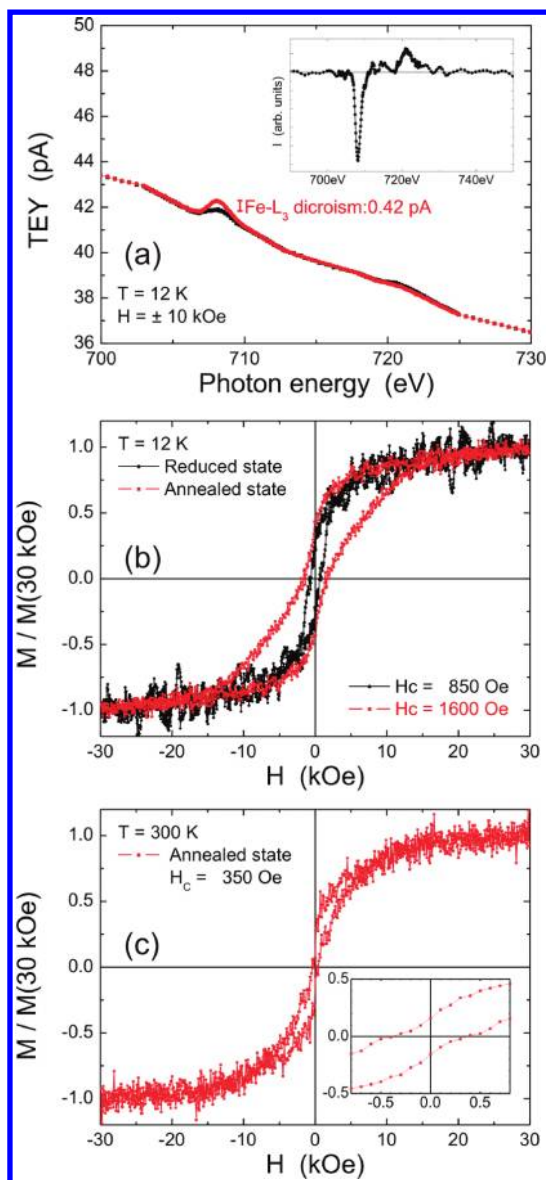 50
48
46
44
42
40
38
36
TEY (pA)
I (arb. units)
700eV 720eV 740eV
IFe-L3 dicroism:0.42 pA
(a)
T = 12 K
H = ± 10 kOe
700 710 720 730
Photon energy (eV)
1.0
0.5
0.0
-0.5
-1.0
M / M(30 kOe)
T = 12 K
Reduced state
Annealed state
(b)
Hc = 850 Oe
Hc = 1600 Oe
-30 -20 -10 0 10 20 30
H (kOe)
1.0
0.5
0.0
-0.5
-1.0
M / M(30 kOe)
T = 300 K
Annealed state
HC = 350 Oe
(c)
0.5
0.0
-0.5
-0.5 0.0 0.5
-30 -20 -10 0 10 20 30
H (kOe)